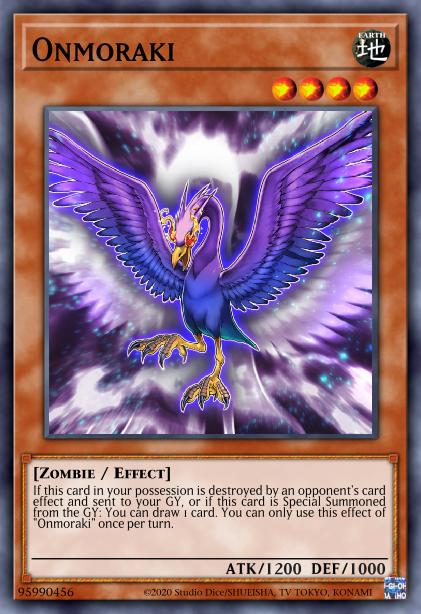 ONMORAKI
EARTH
地
[ZOMBIE / EFFECT]
If this card in your possession is destroyed by an opponent's card
effect and sent to your GY, or if this card is Special Summoned
from the GY: You can draw 1 card. You can only use this effect of
"Onmoraki" once per turn.
ATK/1200 DEF/1000
95990456
©2020 Studio Dice/SHUEISHA, TV TOKYO, KONAMI